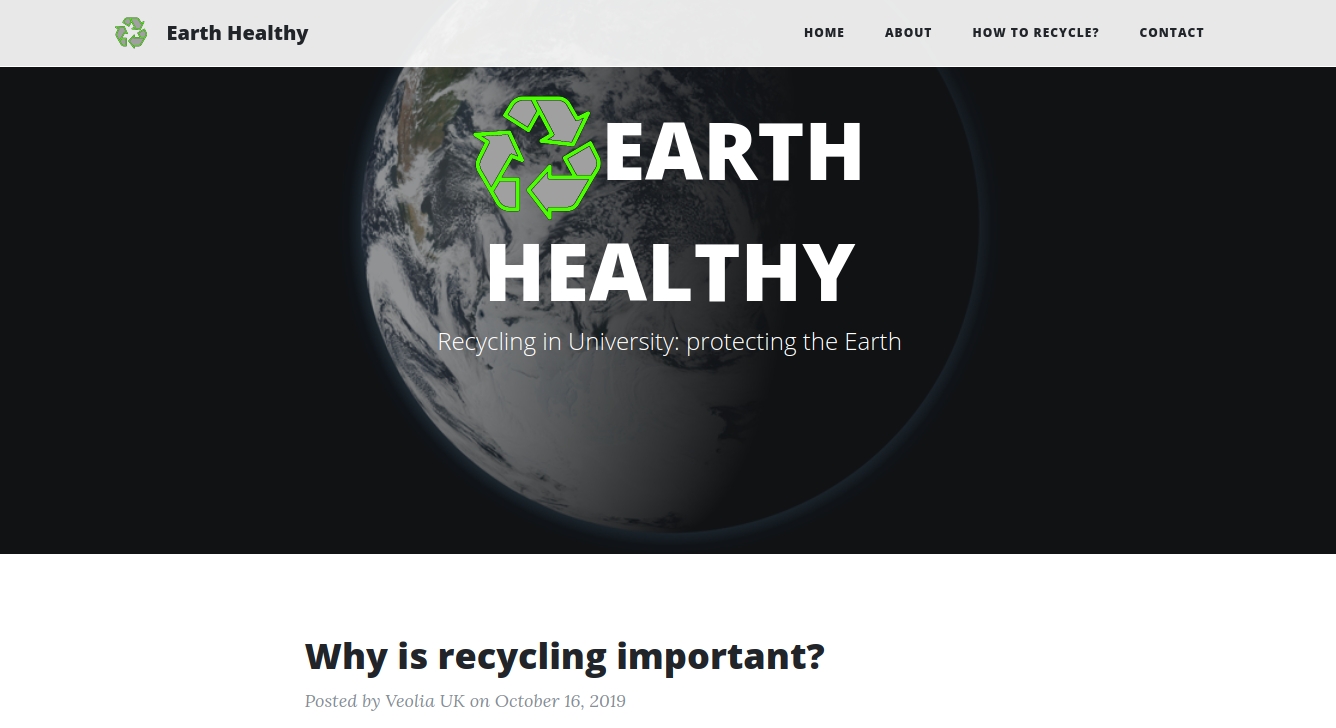 Earth Healthy
HOME ABOUT HOW TO RECYCLE? CONTACT
EARTH
HEALTHY
Recycling in University: protecting the Earth
Why is recycling important?
Posted by Veolia UK on October 16, 2019